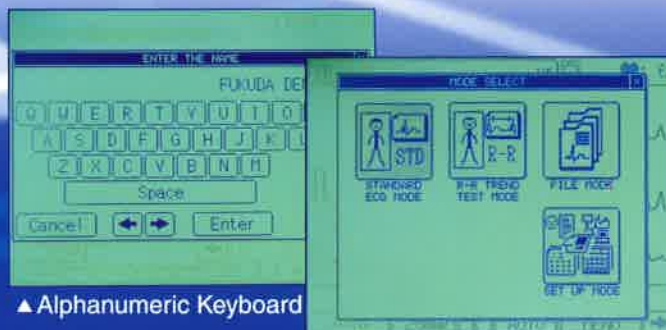 ENTER THE NAME
FUKUDA DEN
Q W E R T Y U I O
A S D F G H J K L
Z X C V B N M
Space
Cancel ← → Enter
▲ Alphanumeric Keyboard
MODE SELECT
STD
R-R
STANDARD
ECG MODE
R-R TREND
TEST MODE
FILE MODE
SET UP MODE